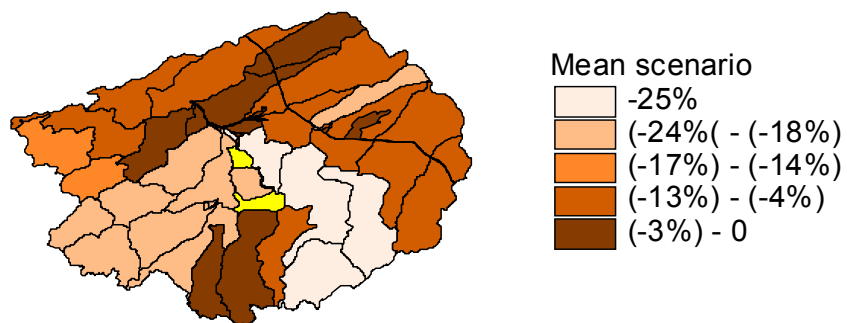 Mean scenario
-25%
(-24%( - (-18%)
(-17%) - (-14%)
(-13%) - (-4%)
(-3%) - 0